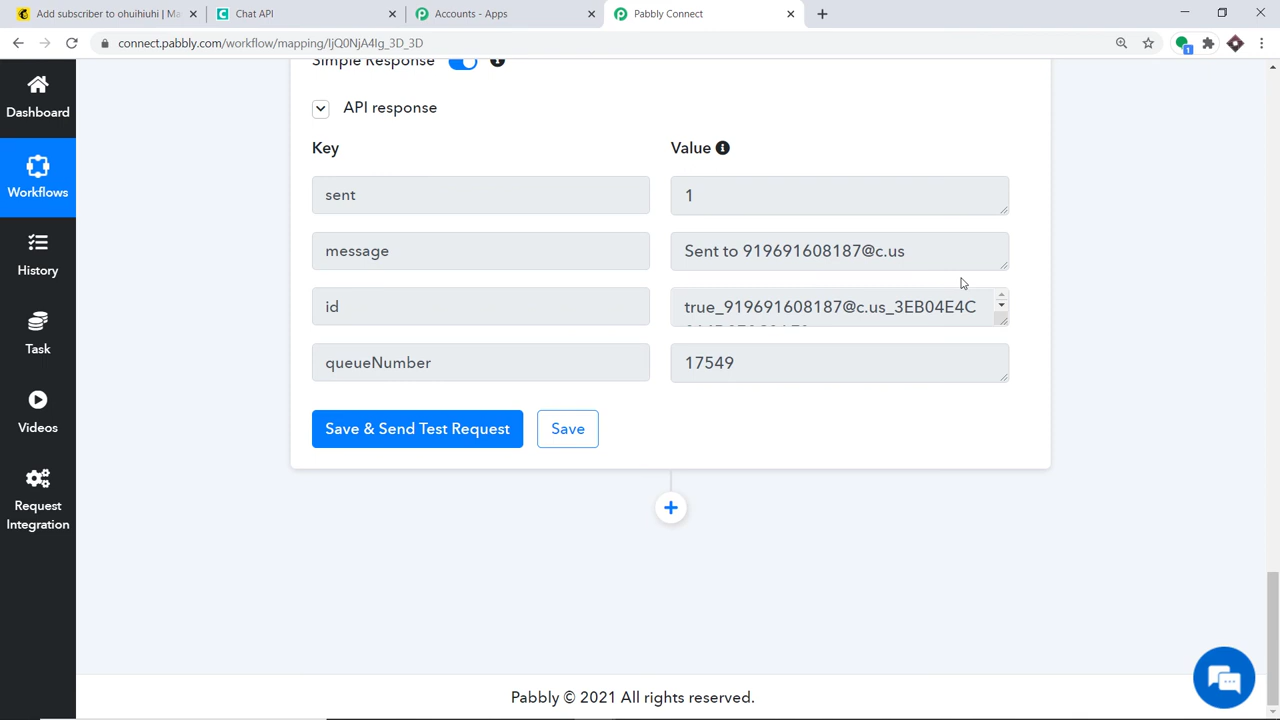 Add subscriber to ohuihiuhi | Ma
Chat API
Accounts - Apps
Pabbly Connect
connect.pabbly.com/workflow/mapping/IjQ0NjA4Ig_3D_3D
1
Dashboard
Workflows
History
Task
Videos
Request
Integration
Simple Response
API response
Key
Value
sent
1
message
Sent to 919691608187@c.us
id
true_919691608187@c.us_3EB04E4C
queueNumber
17549
Save & Send Test Request
Save
+
Pabbly © 2021 All rights reserved.